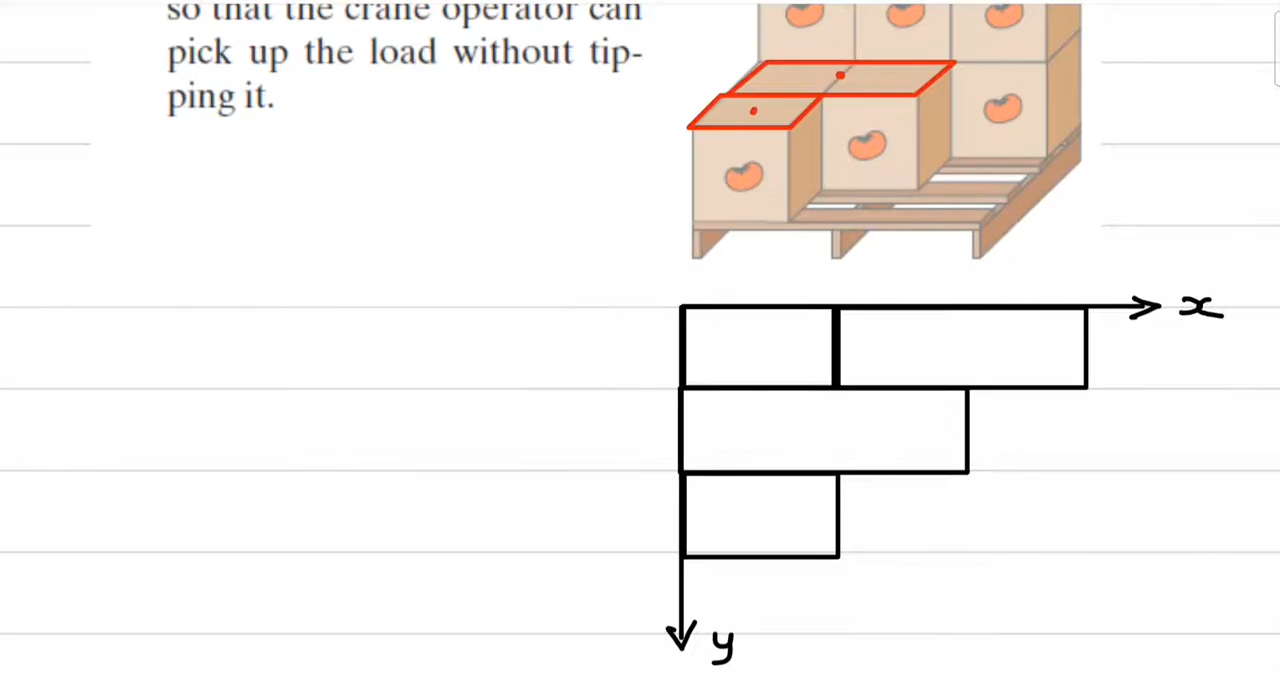 so that the crane operator can
pick up the load without tip-
ping it.
x
y